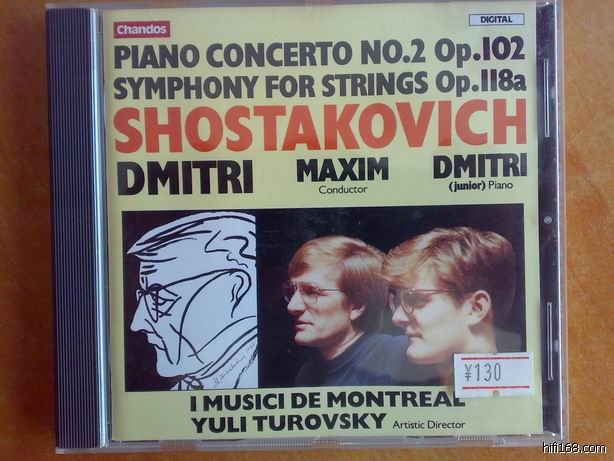 Chandos
DIGITAL
PIANO CONCERTO NO.2 Op.102
SYMPHONY FOR STRINGS Op.118a
SHOSTAKOVICH
DMITRI MAXIM DMITRI
Conductor (junior) Piano
¥130
I MUSICI DE MONTREAL
YULI TUROVSKY Artistic Director
hifi168.com